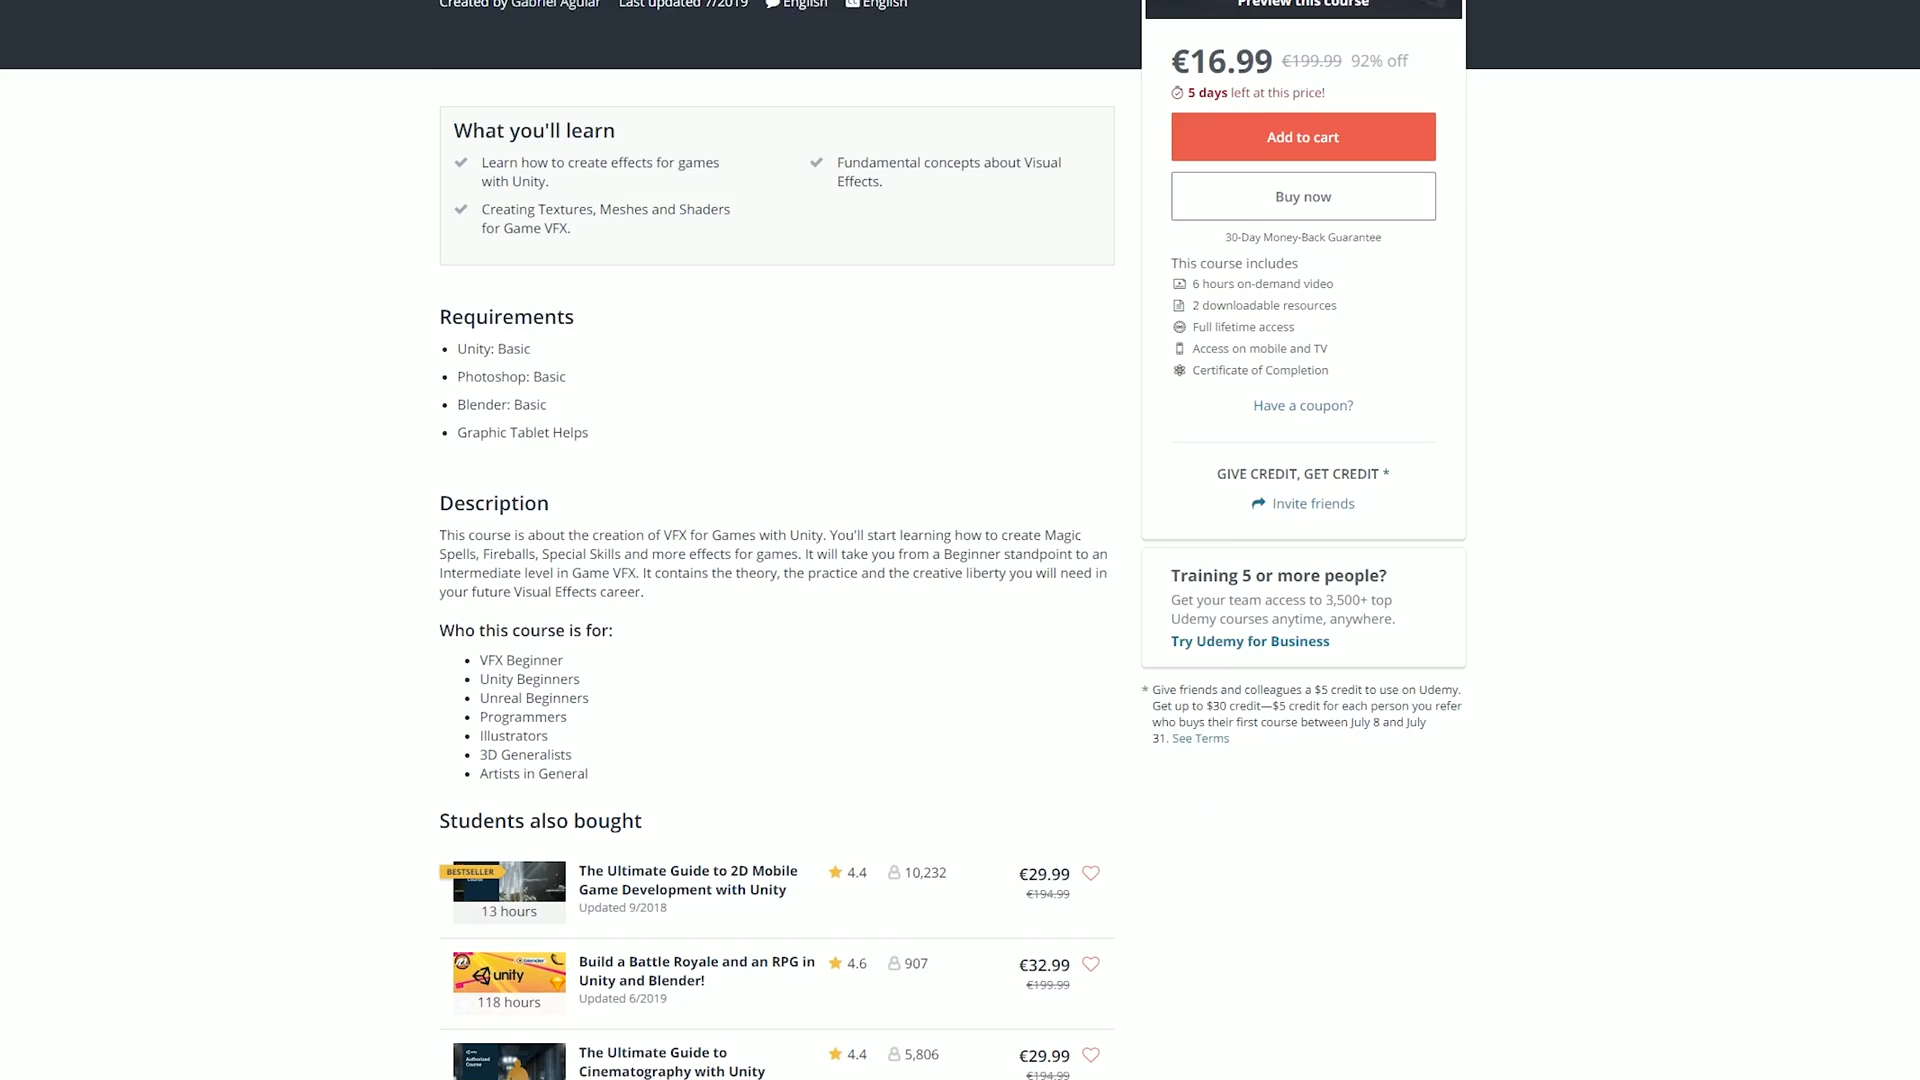 Created by Gabriel Aguiar Last updated 7/2019 English English
Preview this course
€16.99 €199.99 92% off
5 days left at this price!
Add to cart
Buy now
30-Day Money-Back Guarantee
This course includes
6 hours on-demand video
2 downloadable resources
Full lifetime access
Access on mobile and TV
Certificate of Completion
Have a coupon?
GIVE CREDIT, GET CREDIT *
Invite friends
Training 5 or more people?
Get your team access to 3,500+ top
Udemy courses anytime, anywhere.
Try Udemy for Business
* Give friends and colleagues a $5 credit to use on Udemy.
Get up to $30 credit—$5 credit for each person you refer
who buys their first course between July 8 and July
31. See Terms
What you'll learn
Learn how to create effects for games
with Unity.
Creating Textures, Meshes and Shaders
for Game VFX.
Fundamental concepts about Visual
Effects.
Requirements
Unity: Basic
Photoshop: Basic
Blender: Basic
Graphic Tablet Helps
Description
This course is about the creation of VFX for Games with Unity. You'll start learning how to create Magic
Spells, Fireballs, Special Skills and more effects for games. It will take you from a Beginner standpoint to an
Intermediate level in Game VFX. It contains the theory, the practice and the creative liberty you will need in
your future Visual Effects career.
Who this course is for:
VFX Beginner
Unity Beginners
Unreal Beginners
Programmers
Illustrators
3D Generalists
Artists in General
Students also bought
BESTSELLER
Course
13 hours
The Ultimate Guide to 2D Mobile
Game Development with Unity
Updated 9/2018
4.4 10,232 €29.99
€194.99
blender
unity
118 hours
Build a Battle Royale and an RPG in
Unity and Blender!
Updated 6/2019
4.6 907 €32.99
€199.99
Authorized
Course
The Ultimate Guide to
Cinematography with Unity
4.4 5,806 €29.99
€194.99